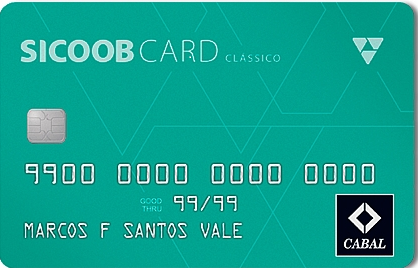 SICOOB CARD CLASSICO
9900 0000 0000 0000
GOOD THRU 99/99
MARCOS F SANTOS VALE
CABAL